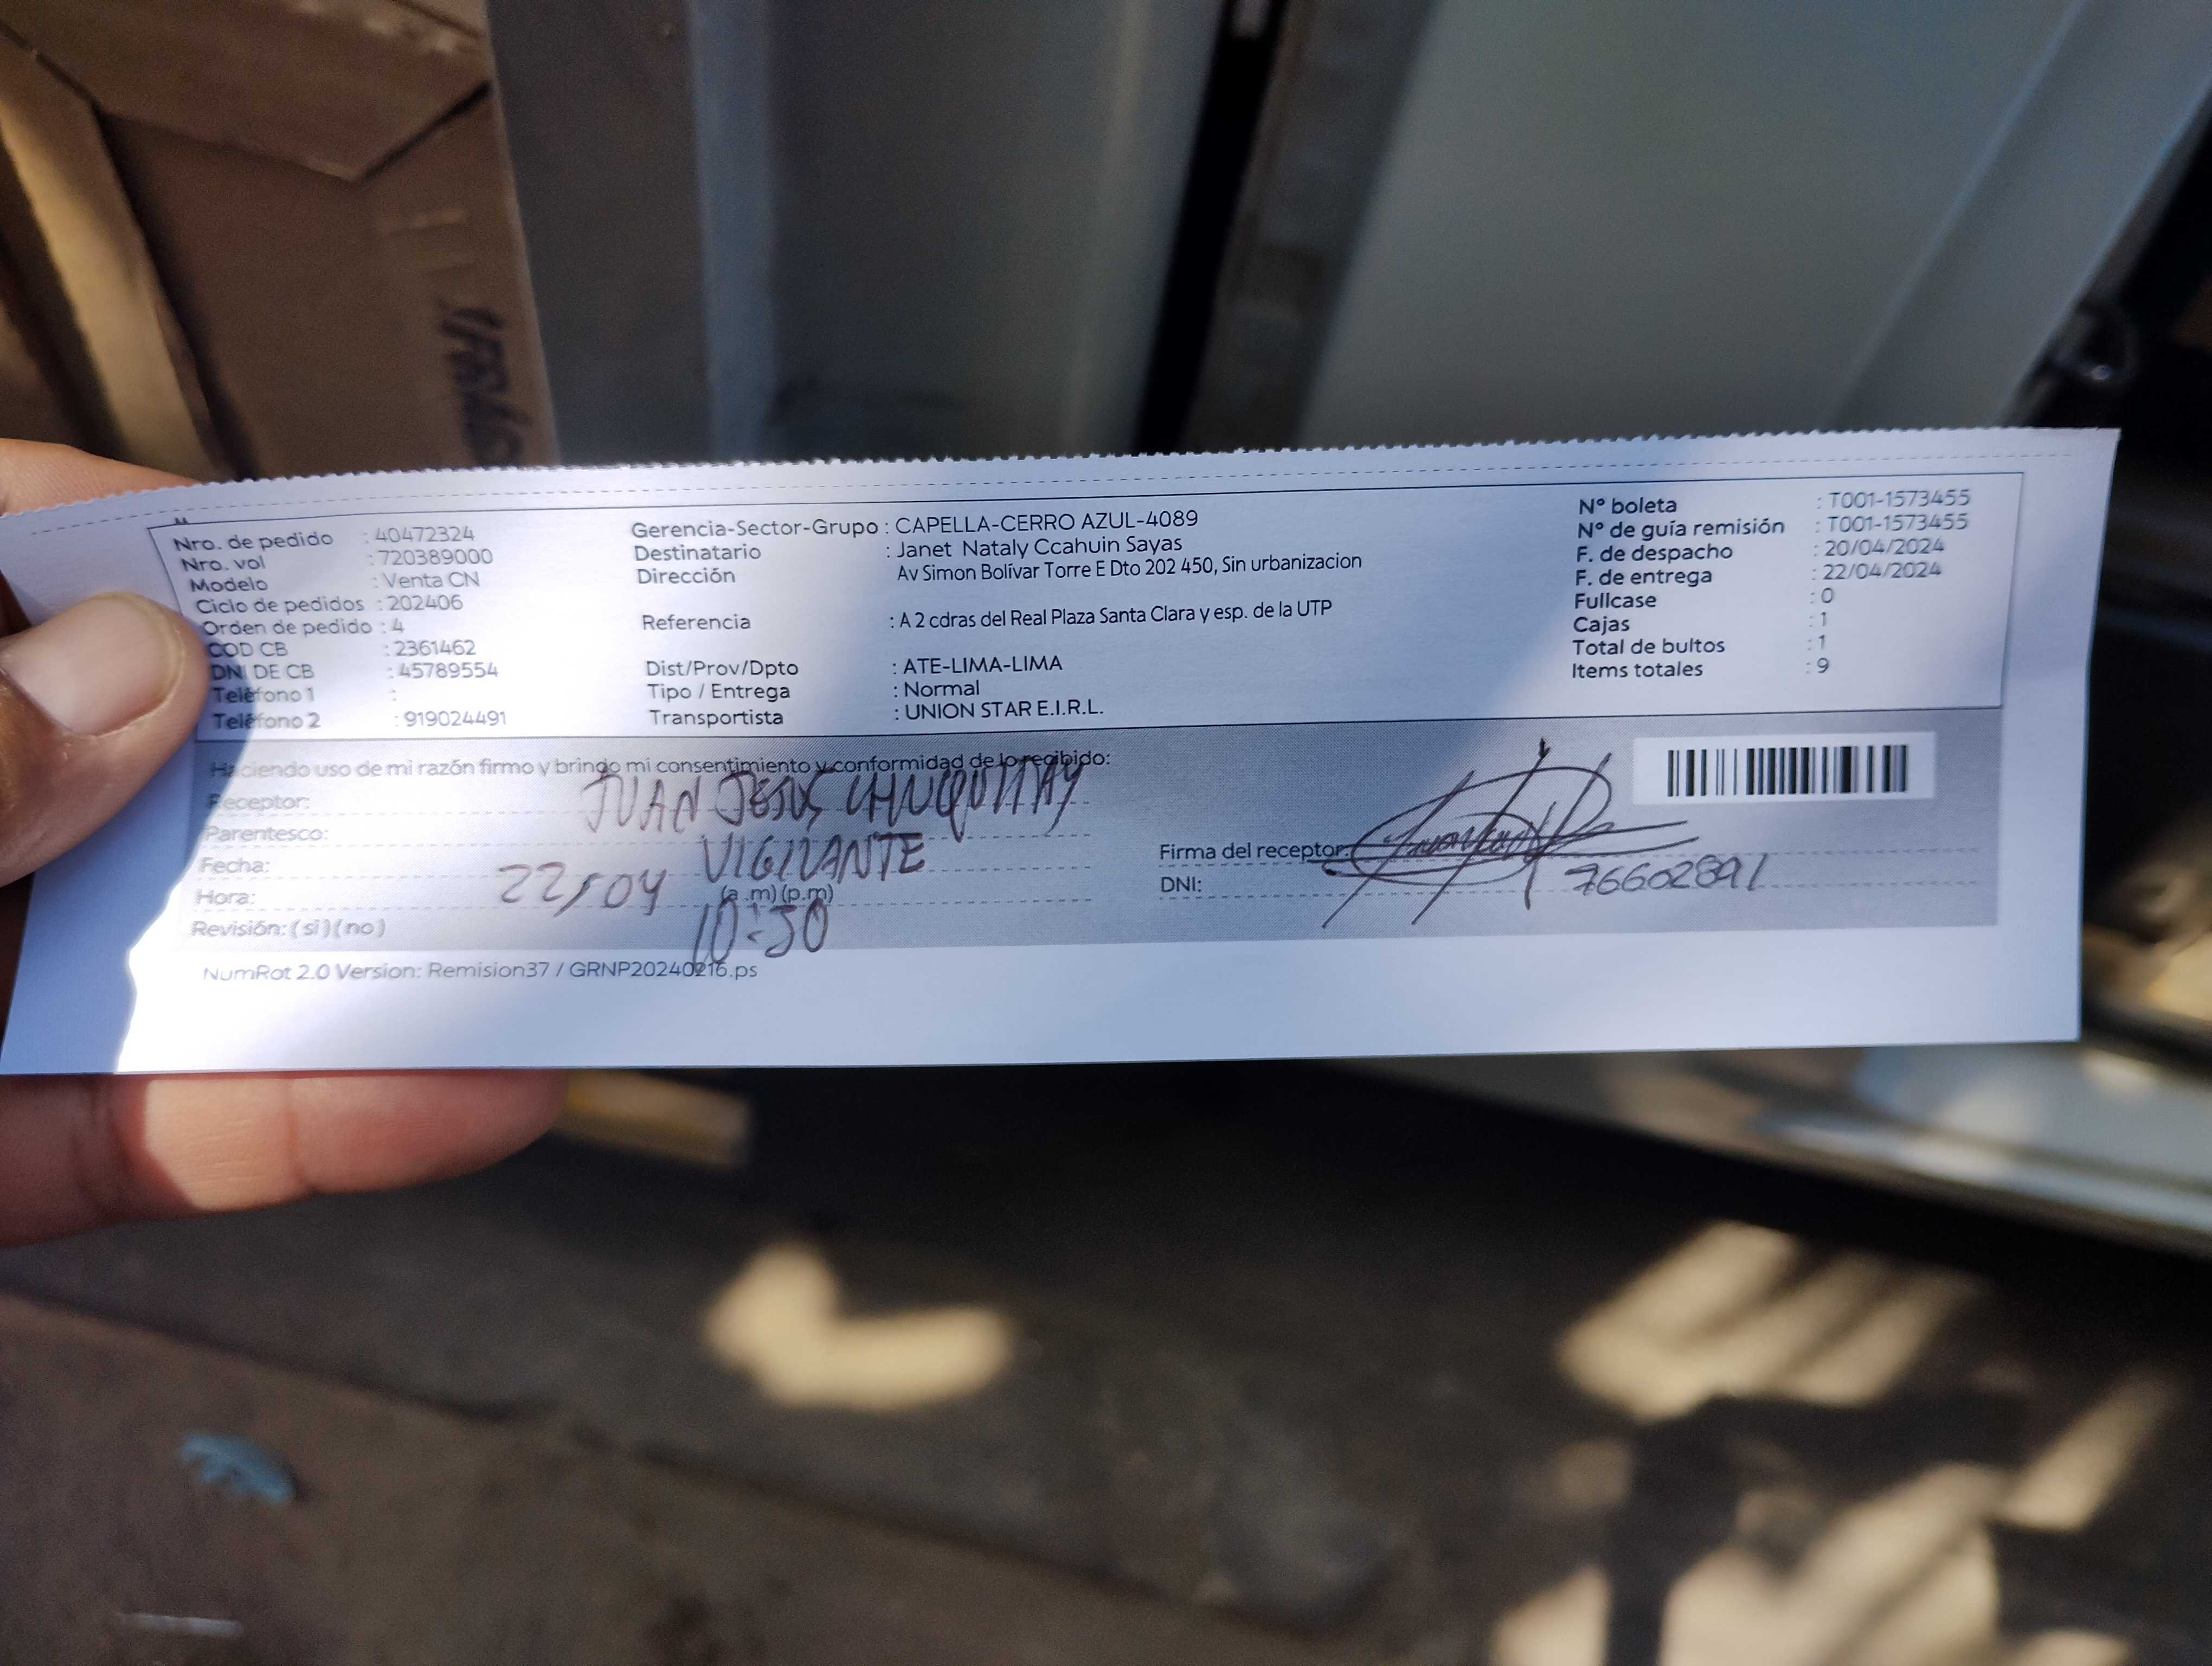 Nro. de pedido : 40472324
Nro. vol : 720389000
Modelo : Venta CN
Ciclo de pedidos : 202406
Orden de pedido : 4
COD CB : 2361462
DNI DE CB : 45789554
Teléfono 1 :
Teléfono 2 : 919024491
Gerencia-Sector-Grupo : CAPELLA-CERRO AZUL-4089
Destinatario : Janet Nataly Ccahuin Sayas
Dirección Av Simon Bolívar Torre E Dto 202 450, Sin urbanizacion
Referencia : A 2 cdras del Real Plaza Santa Clara y esp. de la UTP
Dist/Prov/Dpto : ATE-LIMA-LIMA
Tipo / Entrega : Normal
Transportista : UNION STAR E.I.R.L.
Nº boleta : T001-1573455
Nº de guía remisión : T001-1573455
F. de despacho : 20/04/2024
F. de entrega : 22/04/2024
Fullcase : 0
Cajas : 1
Total de bultos : 1
Items totales : 9
Haciendo uso de mi razón firmo y brindo mi consentimiento y conformidad de lo recibido:
Receptor: JUAN JESUS
Parentesco: VIGILANTE
Fecha: 22/04
Hora: (a.m)(p.m)
Revisión: (si)(no)
Firma del receptor:
DNI: 76602891
NumRot 2.0 Version: Remision37 / GRNP20240216.ps